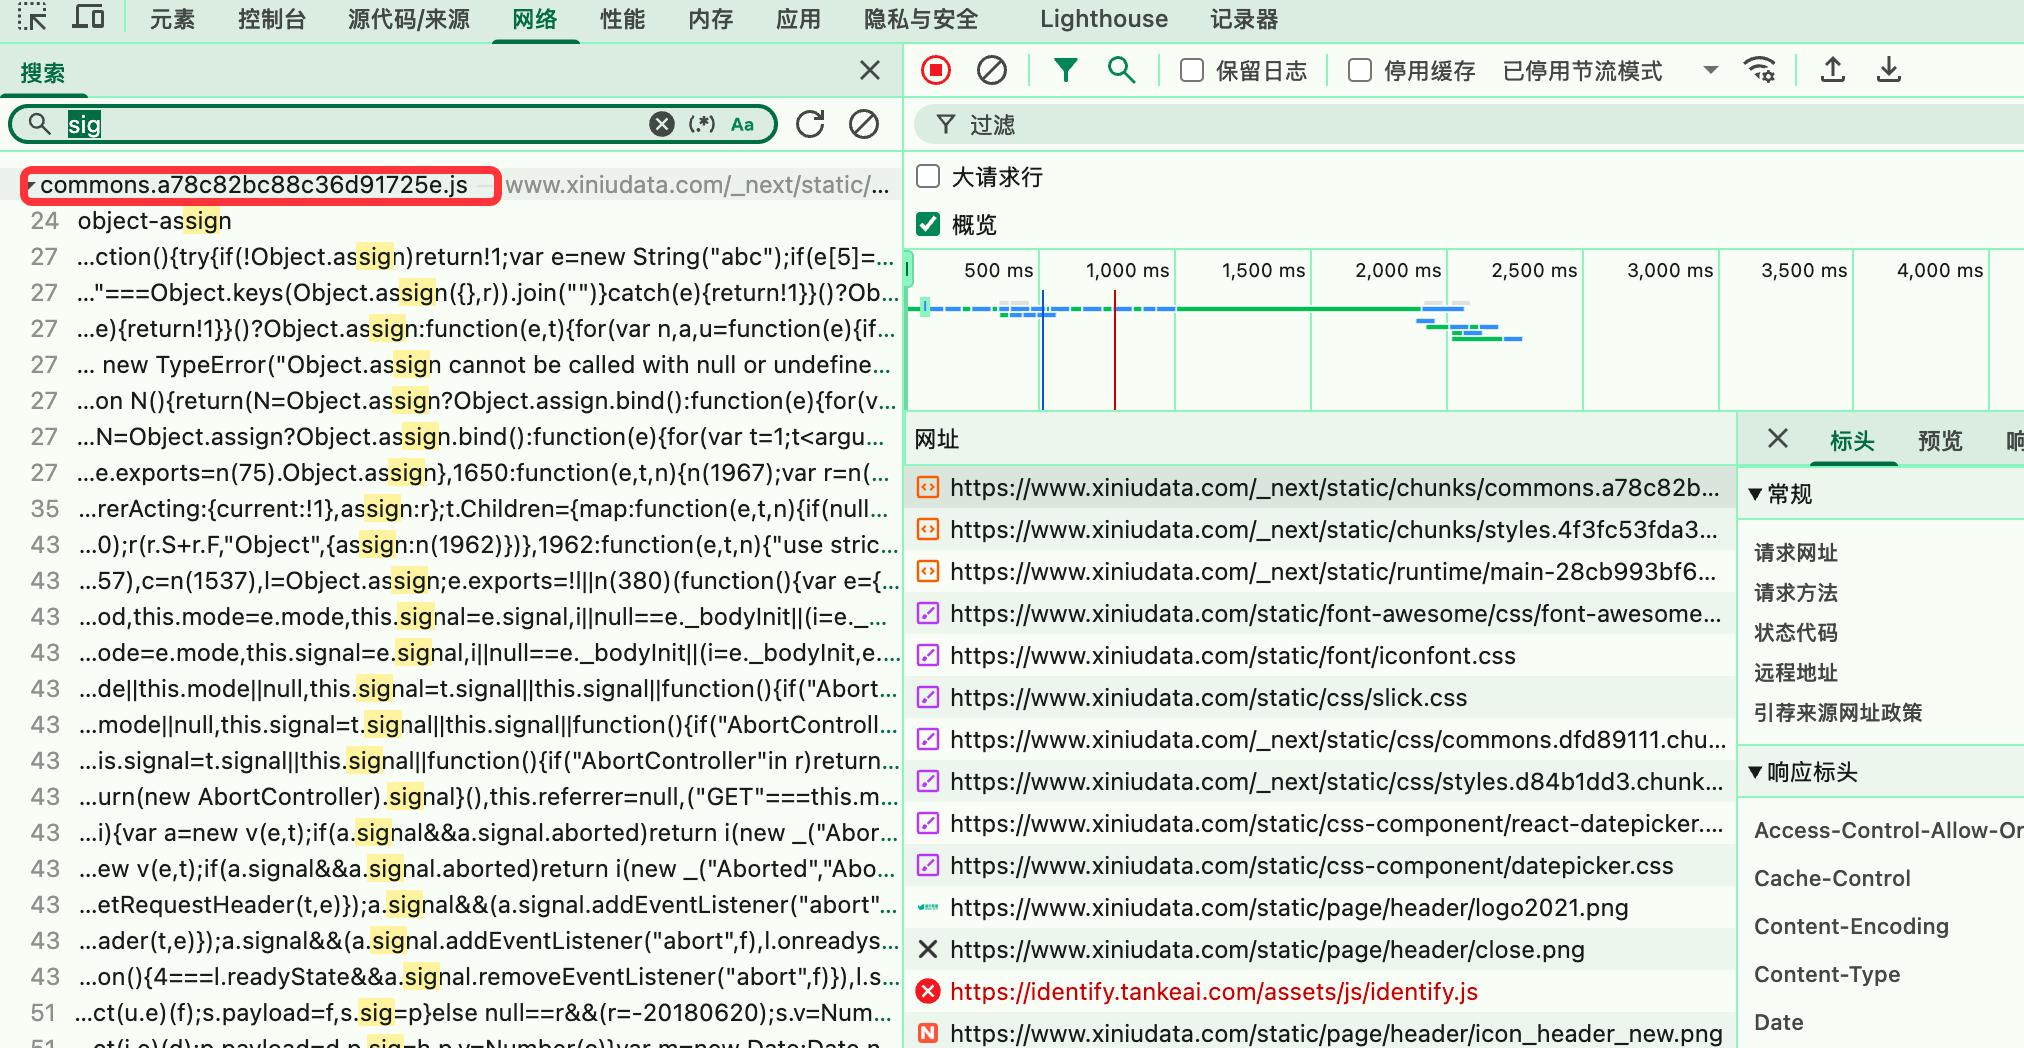 元素 控制台 源代码/来源 网络 性能 内存 应用 隐私与安全 Lighthouse 记录器
搜索
sig (.*) Aa
commons.a78c82bc88c36d91725e.js — www.xiniudata.com/_next/static/...
24 object-assign
27 ...ction(){try{if(!Object.assign)return!1;var e=new String("abc");if(e[5]=...
27 ..."===Object.keys(Object.assign({},r)).join("")}catch(e){return!1}}()?Ob...
27 ...e){return!1}}()?Object.assign:function(e,t){for(var n,a,u=function(e){if...
27 ... new TypeError("Object.assign cannot be called with null or undefine...
27 ...on N(){return(N=Object.assign?Object.assign.bind():function(e){for(v...
27 ...N=Object.assign?Object.assign.bind():function(e){for(var t=1;t<argu...
27 ...e.exports=n(75).Object.assign},1650:function(e,t,n){n(1967);var r=n(...
35 ...rerActing:{current:!1},assign:r};t.Children={map:function(e,t,n){if(null...
43 ...0);r(r.S+r.F,"Object",{assign:n(1962)})},1962:function(e,t,n){"use stric...
43 ...57),c=n(1537),l=Object.assign;e.exports=!l||n(380)(function(){var e={...
43 ...od,this.mode=e.mode,this.signal=e.signal,i||null==e._bodyInit||(i=e._...
43 ...ode=e.mode,this.signal=e.signal,i||null==e._bodyInit||(i=e._bodyInit,e....
43 ...de||this.mode||null,this.signal=t.signal||this.signal||function(){if("Abort...
43 ...mode||null,this.signal=t.signal||this.signal||function(){if("AbortControll...
43 ...is.signal=t.signal||this.signal||function(){if("AbortController"in r)return...
43 ...urn(new AbortController).signal}(),this.referrer=null,("GET"===this.m...
43 ...i){var a=new v(e,t);if(a.signal&&a.signal.aborted)return i(new _("Abor...
43 ...ew v(e,t);if(a.signal&&a.signal.aborted)return i(new _("Aborted","Abo...
43 ...etRequestHeader(t,e)});a.signal&&(a.signal.addEventListener("abort"...
43 ...ader(t,e)});a.signal&&(a.signal.addEventListener("abort",f),l.onreadys...
43 ...on(){4===l.readyState&&a.signal.removeEventListener("abort",f)}),l.s...
51 ...ct(u.e)(f);s.payload=f,s.sig=p}else null==r&&(r=-20180620);s.v=Num...
保留日志 停用缓存 已停用节流模式
过滤
大请求行
概览
500 ms 1,000 ms 1,500 ms 2,000 ms 2,500 ms 3,000 ms 3,500 ms 4,000 ms
网址
https://www.xiniudata.com/_next/static/chunks/commons.a78c82b...
https://www.xiniudata.com/_next/static/chunks/styles.4f3fc53fda3...
https://www.xiniudata.com/_next/static/runtime/main-28cb993bf6...
https://www.xiniudata.com/static/font-awesome/css/font-awesome...
https://www.xiniudata.com/static/font/iconfont.css
https://www.xiniudata.com/static/css/slick.css
https://www.xiniudata.com/_next/static/css/commons.dfd89111.chu...
https://www.xiniudata.com/_next/static/css/styles.d84b1dd3.chunk...
https://www.xiniudata.com/static/css-component/react-datepicker....
https://www.xiniudata.com/static/css-component/datepicker.css
https://www.xiniudata.com/static/page/header/logo2021.png
https://www.xiniudata.com/static/page/header/close.png
https://identify.tankeai.com/assets/js/identify.js
https://www.xiniudata.com/static/page/header/icon_header_new.png
标头 预览 响
常规
请求网址
请求方法
状态代码
远程地址
引荐来源网址政策
响应标头
Access-Control-Allow-Or
Cache-Control
Content-Encoding
Content-Type
Date